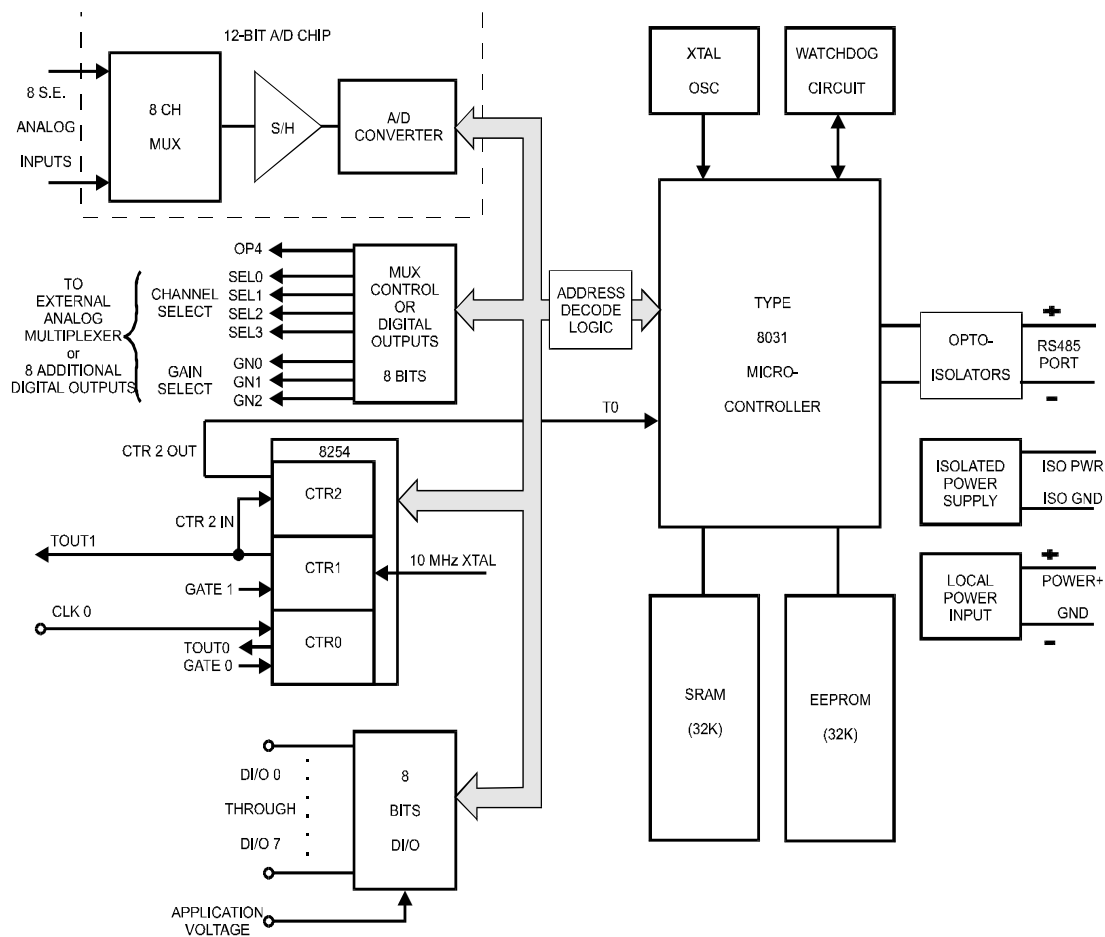 12-BIT A/D CHIP
8 S.E.
ANALOG
INPUTS
8 CH
MUX
S/H
A/D
CONVERTER
XTAL
OSC
WATCHDOG
CIRCUIT
TO
EXTERNAL
ANALOG
MULTIPLEXER
or
8 ADDITIONAL
DIGITAL OUTPUTS
CHANNEL
SELECT
GAIN
SELECT
OP4
SEL0
SEL1
SEL2
SEL3
GN0
GN1
GN2
MUX
CONTROL
OR
DIGITAL
OUTPUTS
8 BITS
ADDRESS
DECODE
LOGIC
TYPE
8031
MICRO-
CONTROLLER
OPTO-
ISOLATORS
+
RS485
PORT
-
T0
CTR 2 OUT
8254
CTR2
CTR 2 IN
TOUT1
CTR1
10 MHz XTAL
GATE 1
CLK 0
CTR0
TOUT0
GATE 0
ISOLATED
POWER
SUPPLY
ISO PWR
ISO GND
LOCAL
POWER
INPUT
+
POWER+
GND
-
SRAM
(32K)
EEPROM
(32K)
DI/O 0
THROUGH
DI/O 7
8
BITS
DI/O
APPLICATION
VOLTAGE